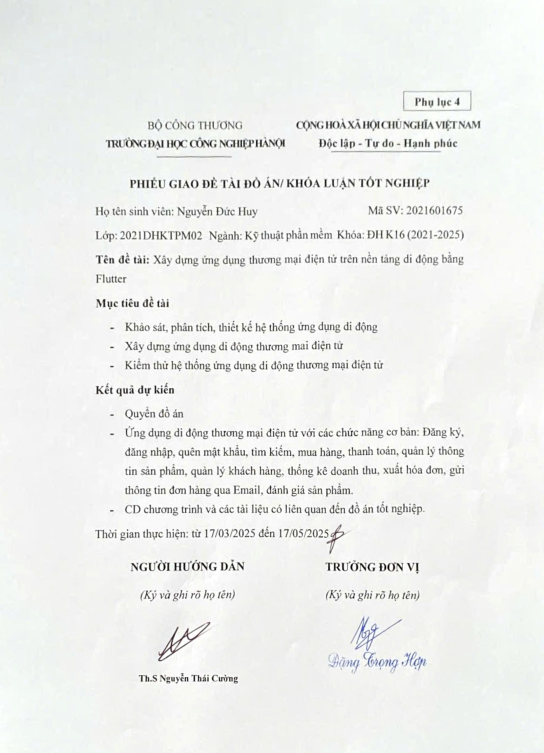 Phụ lục 4
BỘ CÔNG THƯƠNG
TRƯỜNG ĐẠI HỌC CÔNG NGHIỆP HÀ NỘI
CỘNG HOÀ XÃ HỘI CHỦ NGHĨA VIỆT NAM
Độc lập - Tự do - Hạnh phúc
PHIẾU GIAO ĐỀ TÀI ĐỒ ÁN/ KHÓA LUẬN TỐT NGHIỆP
Họ tên sinh viên: Nguyễn Đức Huy Mã SV: 2021601675
Lớp: 2021DHKTPM02 Ngành: Kỹ thuật phần mềm Khóa: ĐH K16 (2021-2025)
Tên đề tài: Xây dựng ứng dụng thương mại điện tử trên nền tảng di động bằng
Flutter
Mục tiêu đề tài
- Khảo sát, phân tích, thiết kế hệ thống ứng dụng di động
- Xây dựng ứng dụng di động thương mai điện tử
- Kiểm thử hệ thống ứng dụng di động thương mại điện tử
Kết quả dự kiến
- Quyển đồ án
- Ứng dụng di động thương mại điện tử với các chức năng cơ bản: Đăng ký,
đăng nhập, quên mật khẩu, tìm kiếm, mua hàng, thanh toán, quản lý thông
tin sản phẩm, quản lý khách hàng, thống kê doanh thu, xuất hóa đơn, gửi
thông tin đơn hàng qua Email, đánh giá sản phẩm.
- CD chương trình và các tài liệu có liên quan đến đồ án tốt nghiệp.
Thời gian thực hiện: từ 17/03/2025 đến 17/05/2025
NGƯỜI HƯỚNG DẪN
(Ký và ghi rõ họ tên)
Th.S Nguyễn Thái Cường
TRƯỞNG ĐƠN VỊ
(Ký và ghi rõ họ tên)
Đặng Trọng Hợp